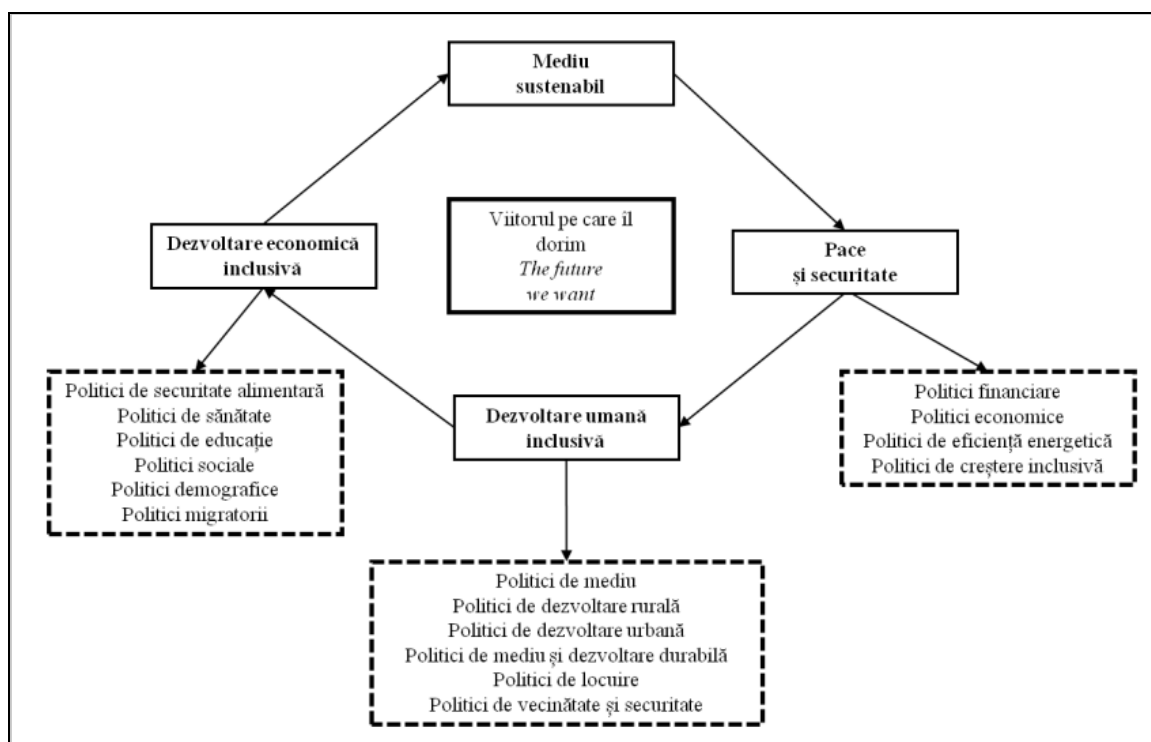 Mediu
sustenabil
Viitorul pe care îl
dorim
The future
we want
Dezvoltare economică
inclusivă
Pace
și securitate
Politici de securitate alimentară
Politici de sănătate
Politici de educație
Politici sociale
Politici demografice
Politici migratorii
Dezvoltare umană
inclusivă
Politici financiare
Politici economice
Politici de eficiență energetică
Politici de creștere inclusivă
Politici de mediu
Politici de dezvoltare rurală
Politici de dezvoltare urbană
Politici de mediu și dezvoltare durabilă
Politici de locuire
Politici de vecinătate și securitate